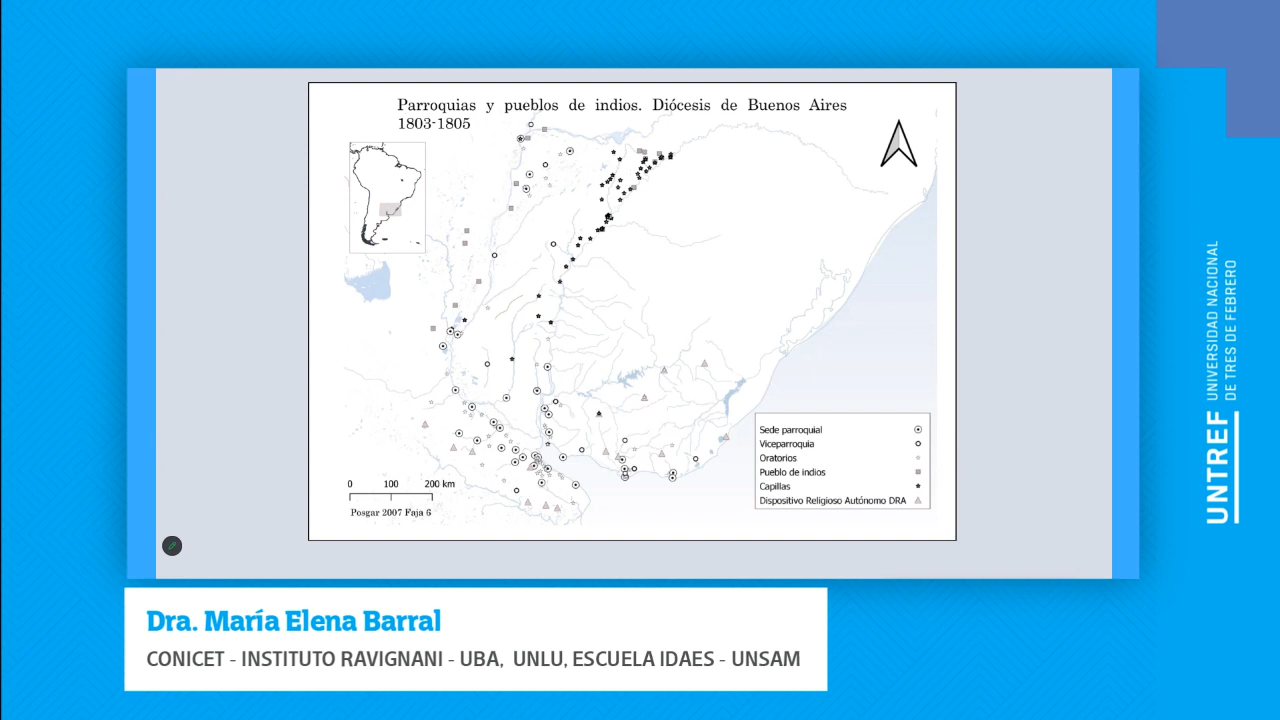 Parroquias y pueblos de indios. Diócesis de Buenos Aires
1803-1805
Sede parroquial
Viceparroquia
Oratorios
Pueblo de indios
Capillas
Dispositivo Religioso Autónomo DRA
0 100 200 km
Posgar 2007 Faja 6
UNTREF
UNIVERSIDAD NACIONAL
DE TRES DE FEBRERO
Dra. María Elena Barral
CONICET - INSTITUTO RAVIGNANI - UBA, UNLU, ESCUELA IDAES - UNSAM